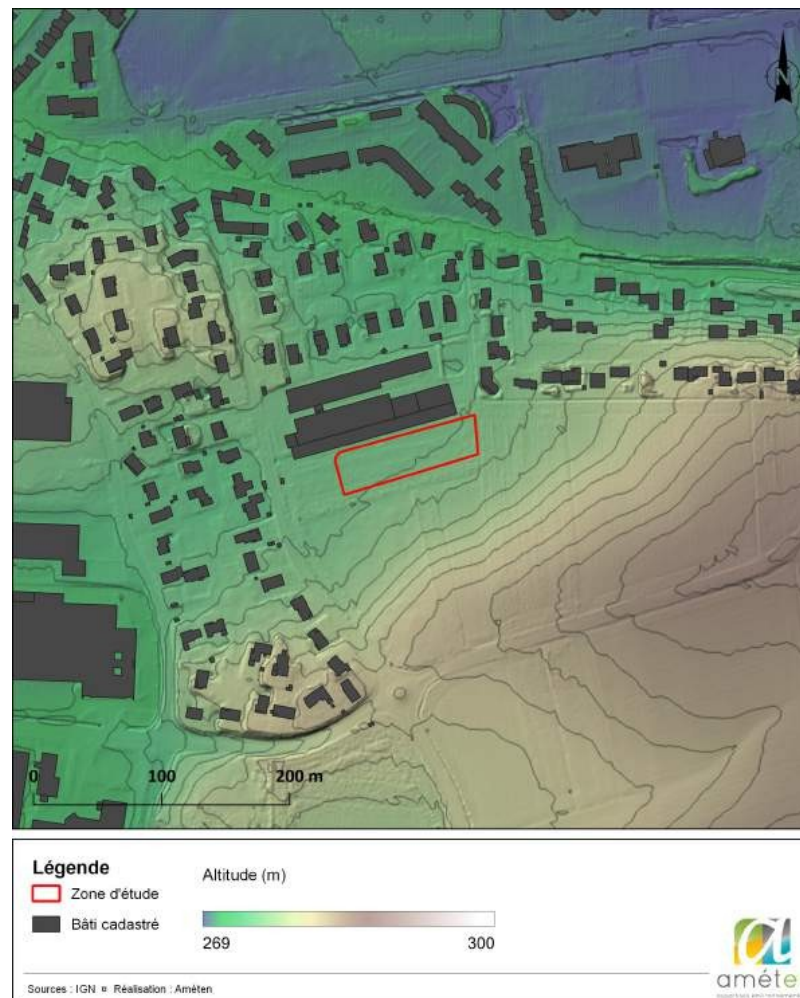 N
0 100 200 m
Légende
Zone d'étude
Bâti cadastré
Altitude (m)
269 300
Sources : IGN ¤ Réalisation : Améten
améte